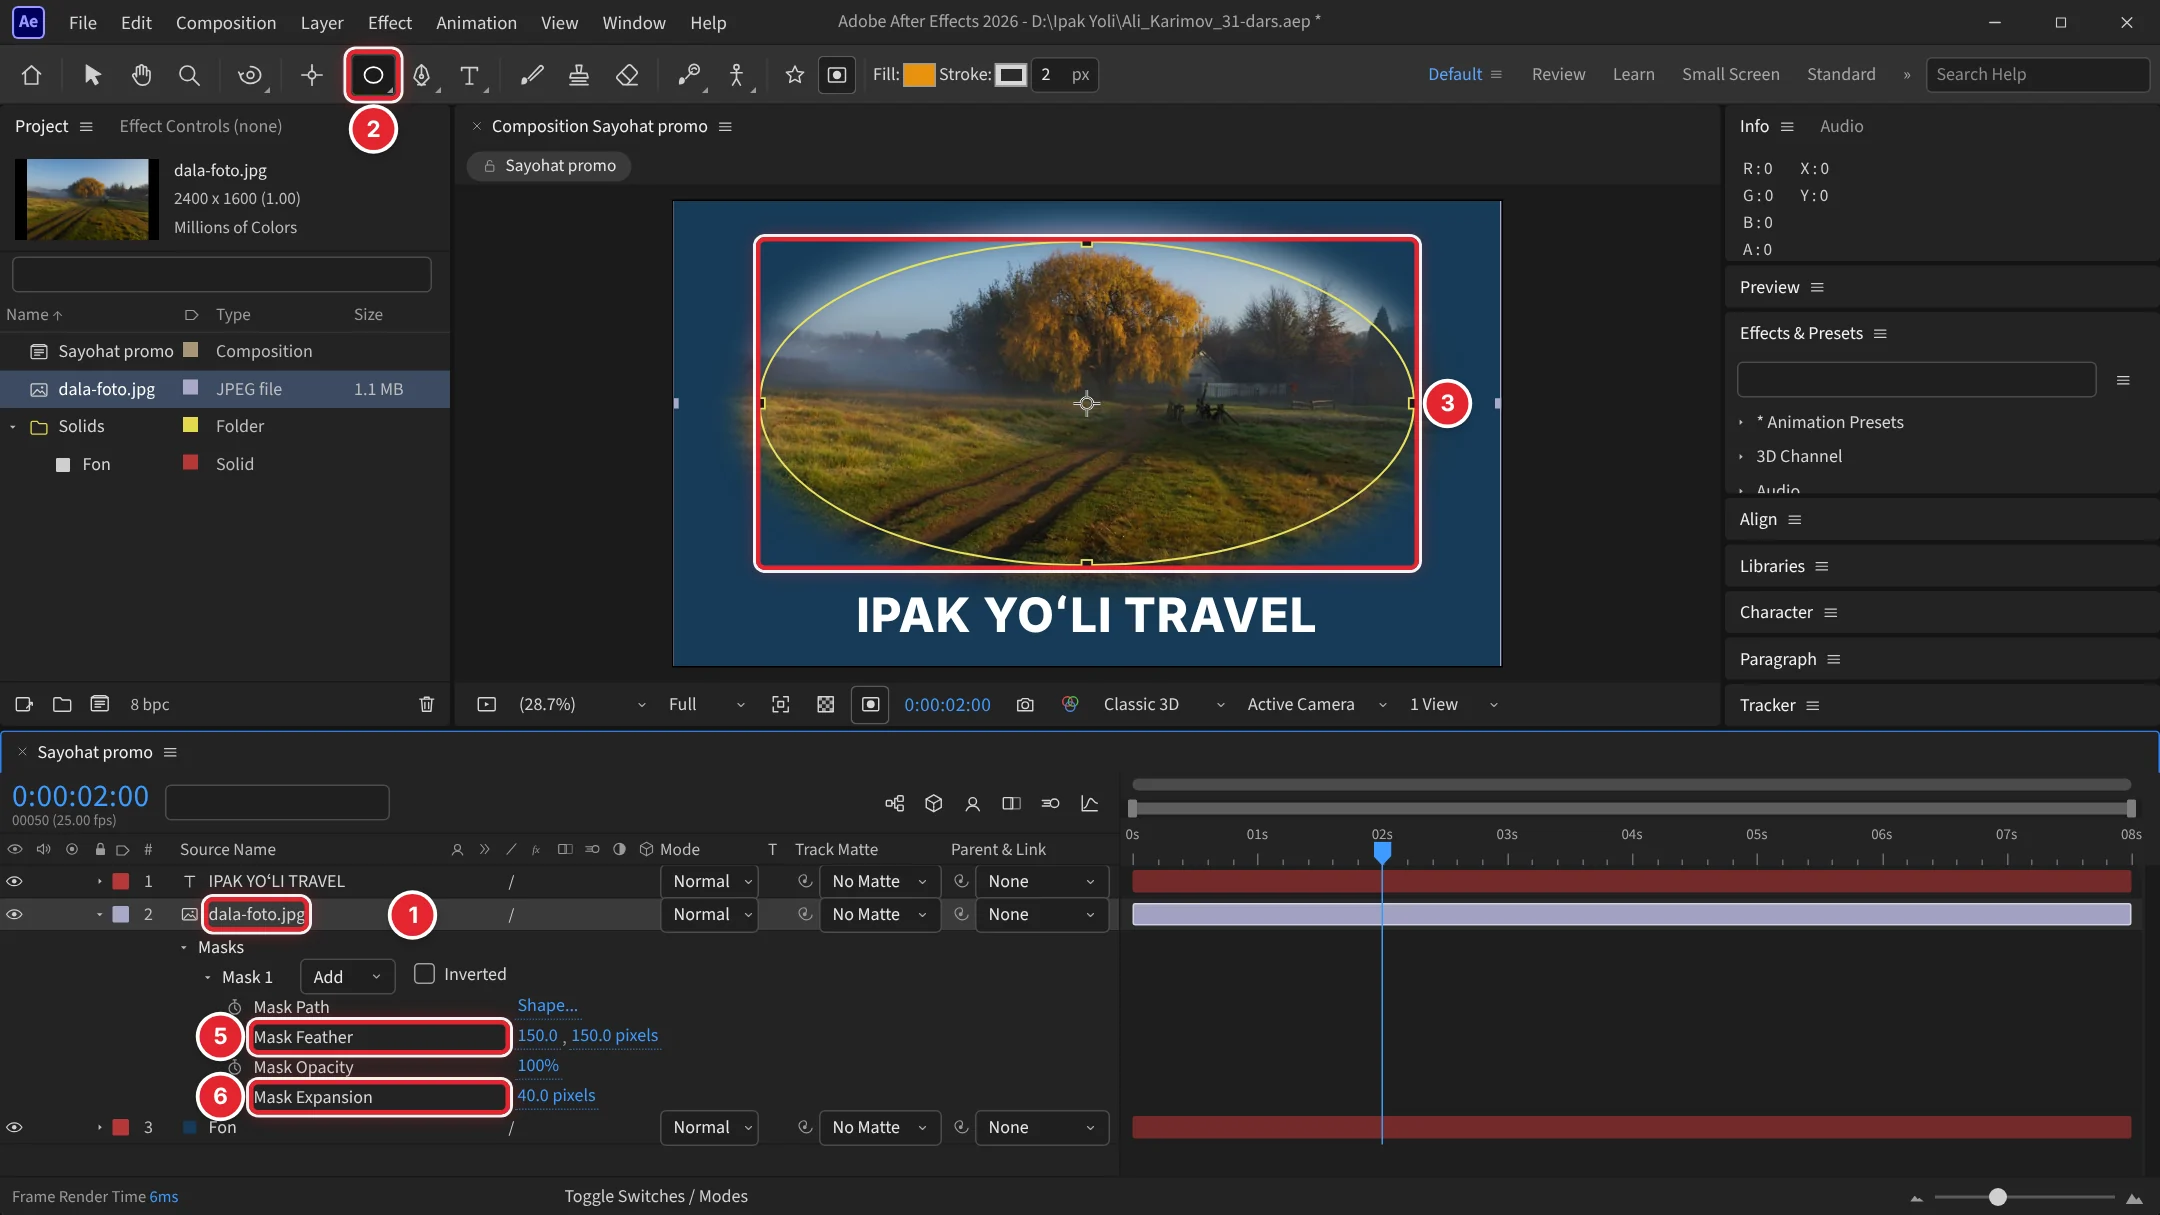 Ae File Edit Composition Layer Effect Animation View Window Help Adobe After Effects 2026 - D:\Ipak Yoli\Ali_Karimov_31-dars.aep *
T Fill: Stroke: 2 px Default Review Learn Small Screen Standard » Search Help
2
Project Effect Controls (none)
dala-foto.jpg
2400 x 1600 (1.00)
Millions of Colors
Name Type Size
Sayohat promo Composition
dala-foto.jpg JPEG file 1.1 MB
Solids Folder
Fon Solid
8 bpc
Composition Sayohat promo
Sayohat promo
3
IPAK YOʻLI TRAVEL
(28.7%) Full 0:00:02:00 Classic 3D Active Camera 1 View
Info Audio
R : 0 X : 0
G : 0 Y : 0
B : 0
A : 0
Preview
Effects & Presets
* Animation Presets
3D Channel
Audio
Align
Libraries
Character
Paragraph
Tracker
Sayohat promo
0:00:02:00
00050 (25.00 fps)
0s 01s 02s 03s 04s 05s 06s 07s 08s
# Source Name fx Mode T Track Matte Parent & Link
1 T IPAK YOʻLI TRAVEL / Normal No Matte None
2 dala-foto.jpg 1 / Normal No Matte None
Masks
Mask 1 Add Inverted
Mask Path Shape...
5 Mask Feather 150.0 , 150.0 pixels
Mask Opacity 100%
6 Mask Expansion 40.0 pixels
3 Fon / Normal No Matte None
Frame Render Time 6ms Toggle Switches / Modes